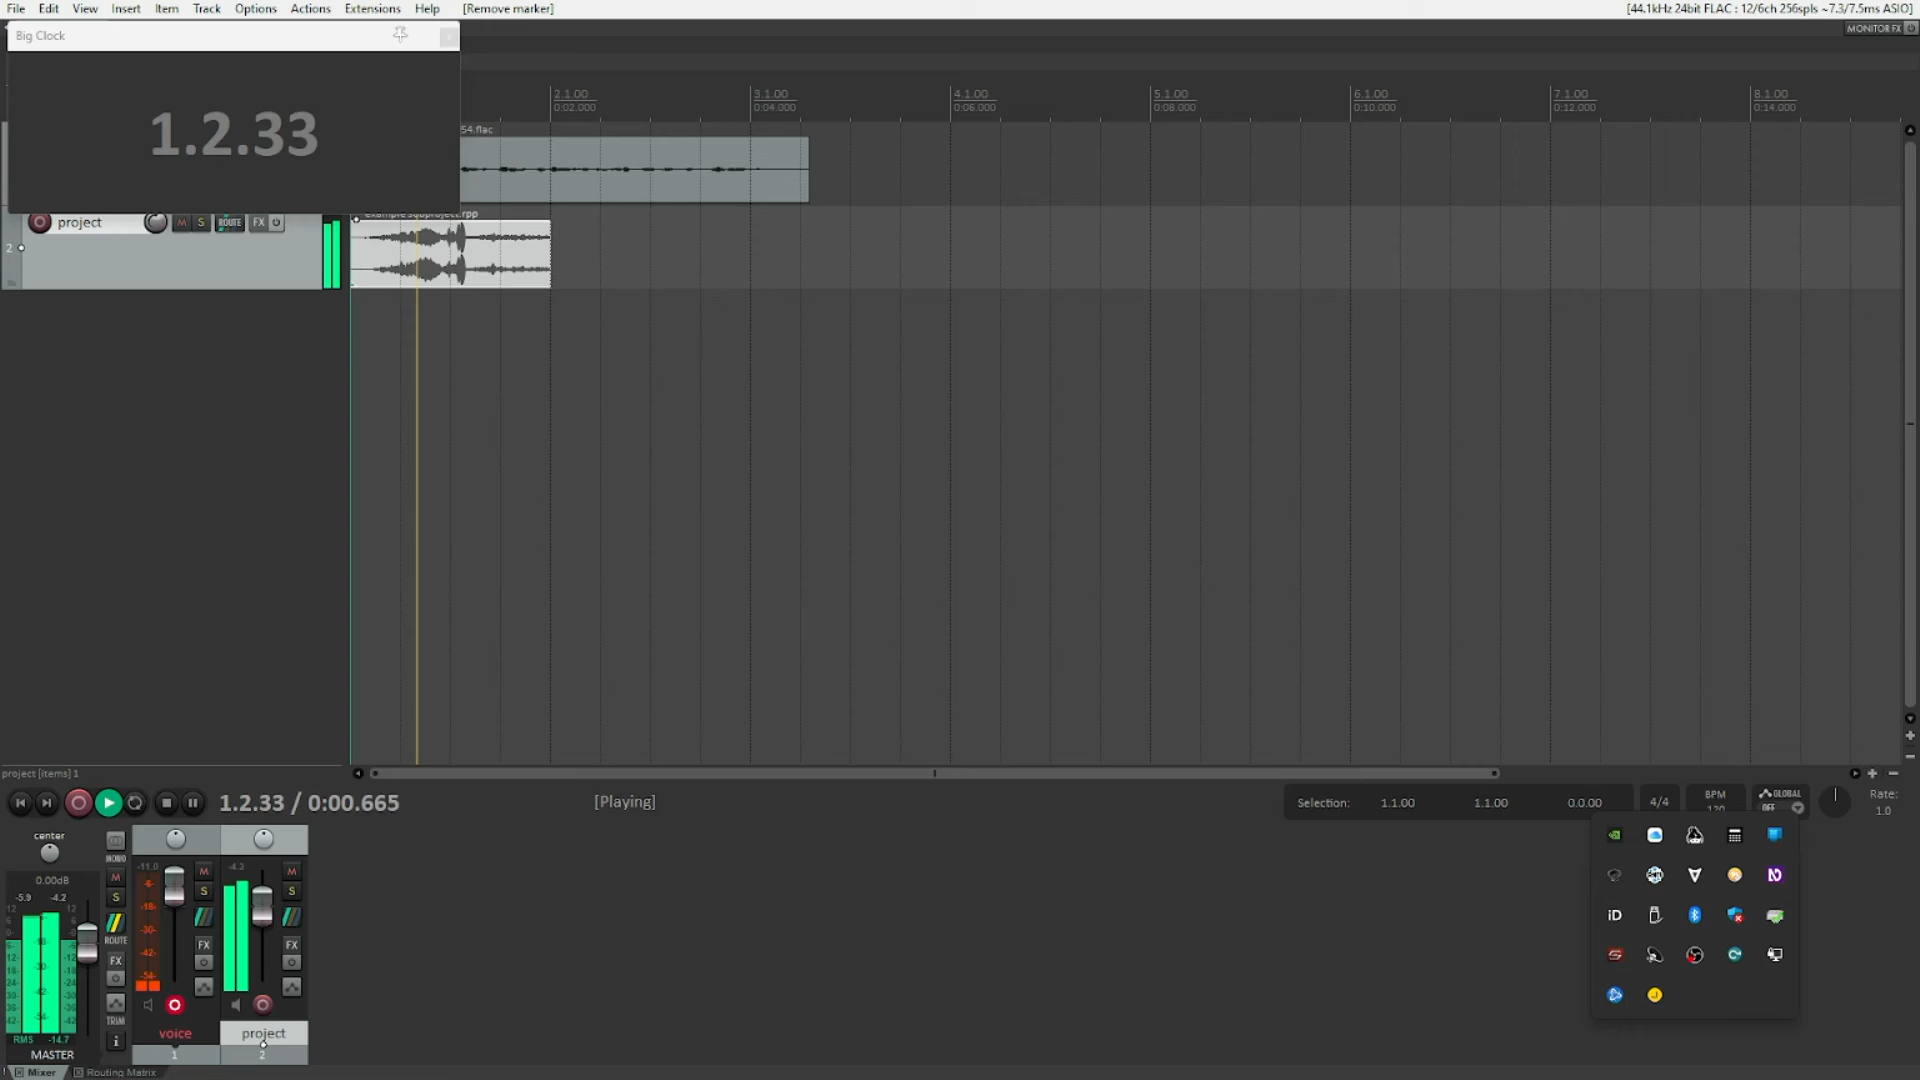 File Edit View Insert Item Track Options Actions Extensions Help [Remove marker] [44.1kHz 24bit FLAC : 12/6ch 256spls ~7.3/7.5ms ASIO]
Big Clock
MONITOR FX
1.2.33
2.1.00 3.1.00 4.1.00 5.1.00 6.1.00 7.1.00 8.1.00
0:02.000 0:04.000 0:06.000 0:08.000 0:10.000 0:12.000 0:14.000
54.flac
example subproject.rpp
project M S ROUTE FX
2
project [items] 1
1.2.33 / 0:00.665 [Playing] Selection: 1.1.00 1.1.00 0.0.00 4/4 BPM 120 GLOBAL OFF Rate: 1.0
center
MONO
0.00dB
-5.9 -4.2
M
S
ROUTE
FX
TRIM
i
RMS -14.7
MASTER
-11.0
-6-
-18-
-30-
-42-
-54-
M
S
FX
voice
1
-4.3
M
S
FX
project
2
iD
Mixer Routing Matrix